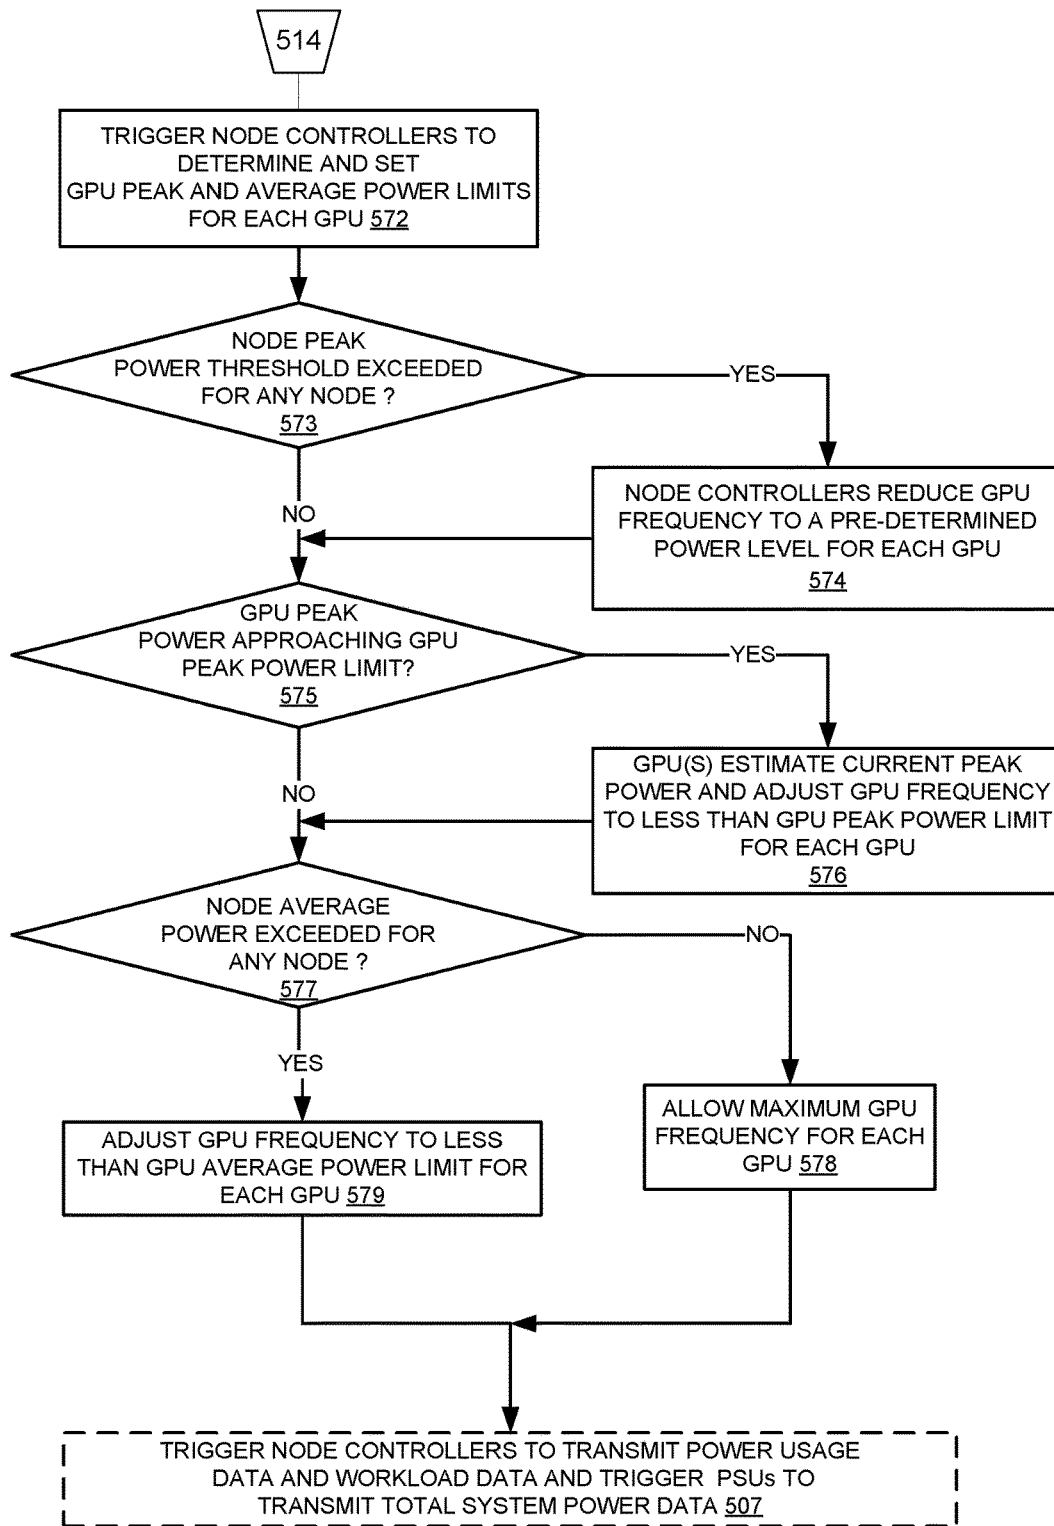 514
TRIGGER NODE CONTROLLERS TO
DETERMINE AND SET
GPU PEAK AND AVERAGE POWER LIMITS
FOR EACH GPU 572
NODE PEAK
POWER THRESHOLD EXCEEDED
FOR ANY NODE ?
573
YES
NO
NODE CONTROLLERS REDUCE GPU
FREQUENCY TO A PRE-DETERMINED
POWER LEVEL FOR EACH GPU
574
GPU PEAK
POWER APPROACHING GPU
PEAK POWER LIMIT?
575
YES
NO
GPU(S) ESTIMATE CURRENT PEAK
POWER AND ADJUST GPU FREQUENCY
TO LESS THAN GPU PEAK POWER LIMIT
FOR EACH GPU
576
NODE AVERAGE
POWER EXCEEDED FOR
ANY NODE ?
577
NO
YES
ALLOW MAXIMUM GPU
FREQUENCY FOR EACH
GPU 578
ADJUST GPU FREQUENCY TO LESS
THAN GPU AVERAGE POWER LIMIT FOR
EACH GPU 579
TRIGGER NODE CONTROLLERS TO TRANSMIT POWER USAGE
DATA AND WORKLOAD DATA AND TRIGGER PSUs TO
TRANSMIT TOTAL SYSTEM POWER DATA 507